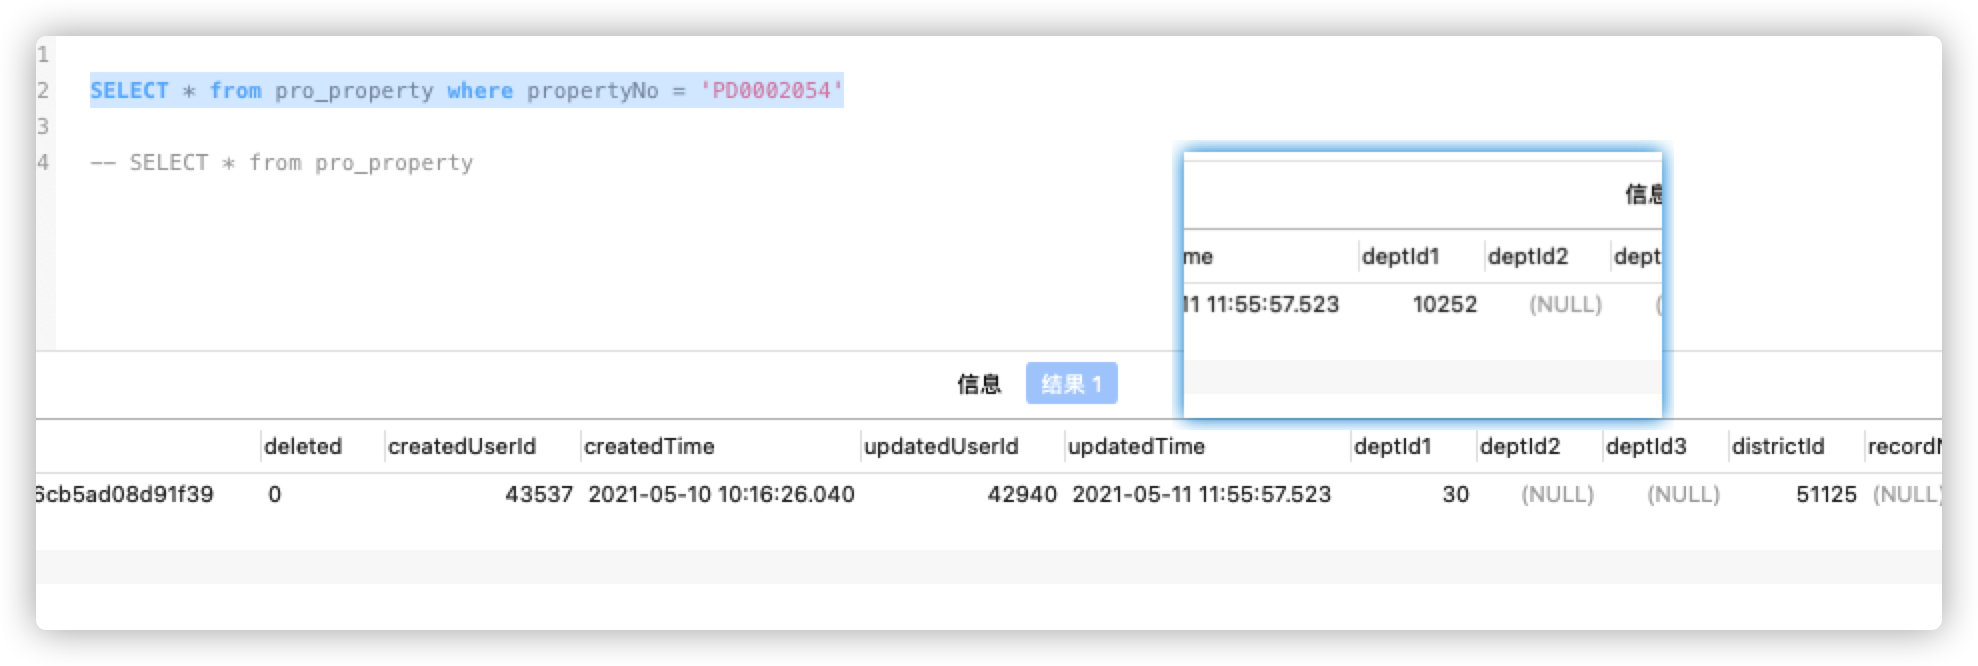 1
2 SELECT * from pro_property where propertyNo = 'PD0002054'
3
4 -- SELECT * from pro_property
信息
me deptId1 deptId2 dept
11 11:55:57.523 10252 (NULL) (
信息 结果 1
deleted createdUserId createdTime updatedUserId updatedTime deptId1 deptId2 deptId3 districtId recordN
6cb5ad08d91f39 0 43537 2021-05-10 10:16:26.040 42940 2021-05-11 11:55:57.523 30 (NULL) (NULL) 51125 (NULL)